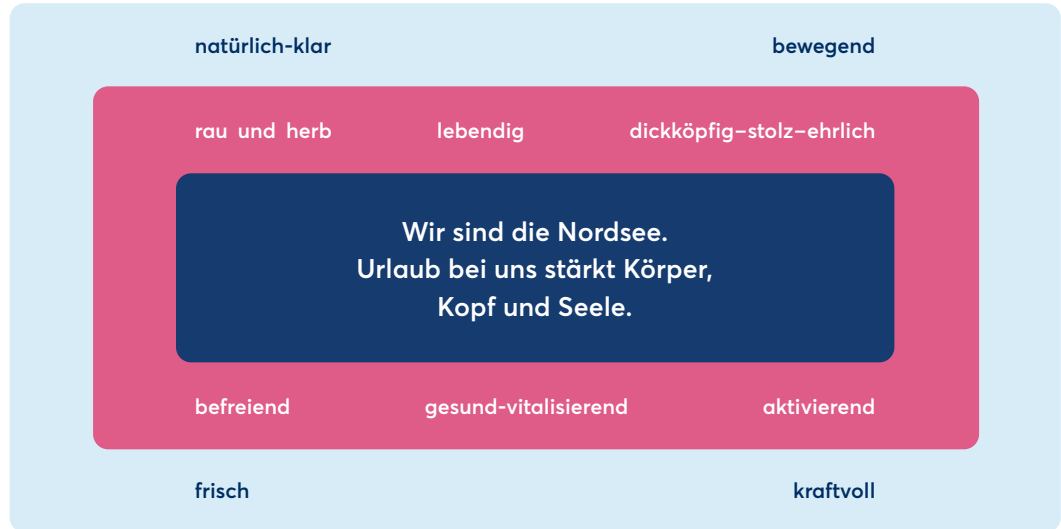 natürlich-klar bewegend
rau und herb lebendig dickköpfig–stolz–ehrlich
Wir sind die Nordsee.
Urlaub bei uns stärkt Körper,
Kopf und Seele.
befreiend gesund-vitalisierend aktivierend
frisch kraftvoll